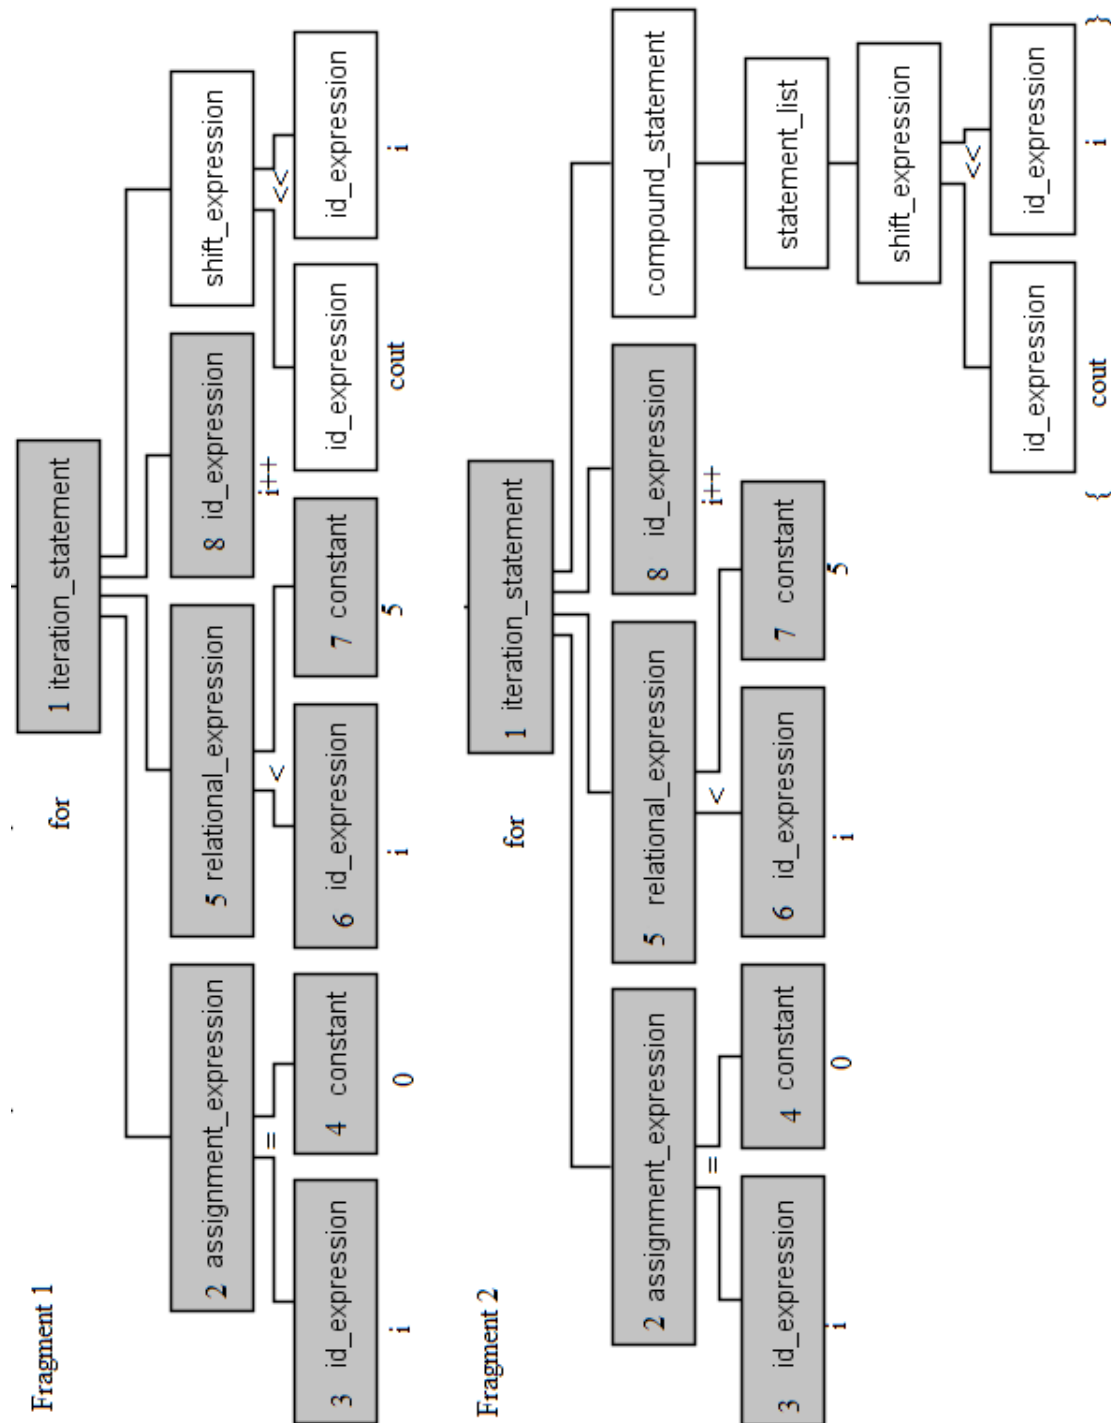 Fragment 1
for
1 iteration_statement
2 assignment_expression
5 relational_expression
8 id_expression
shift_expression
=
<
i++
<<
3 id_expression
4 constant
6 id_expression
7 constant
id_expression
id_expression
i
0
i
5
cout
i
Fragment 2
for
1 iteration_statement
2 assignment_expression
5 relational_expression
8 id_expression
compound_statement
=
<
i++
3 id_expression
4 constant
6 id_expression
7 constant
statement_list
i
0
i
5
shift_expression
<<
id_expression
id_expression
{
cout
i
}